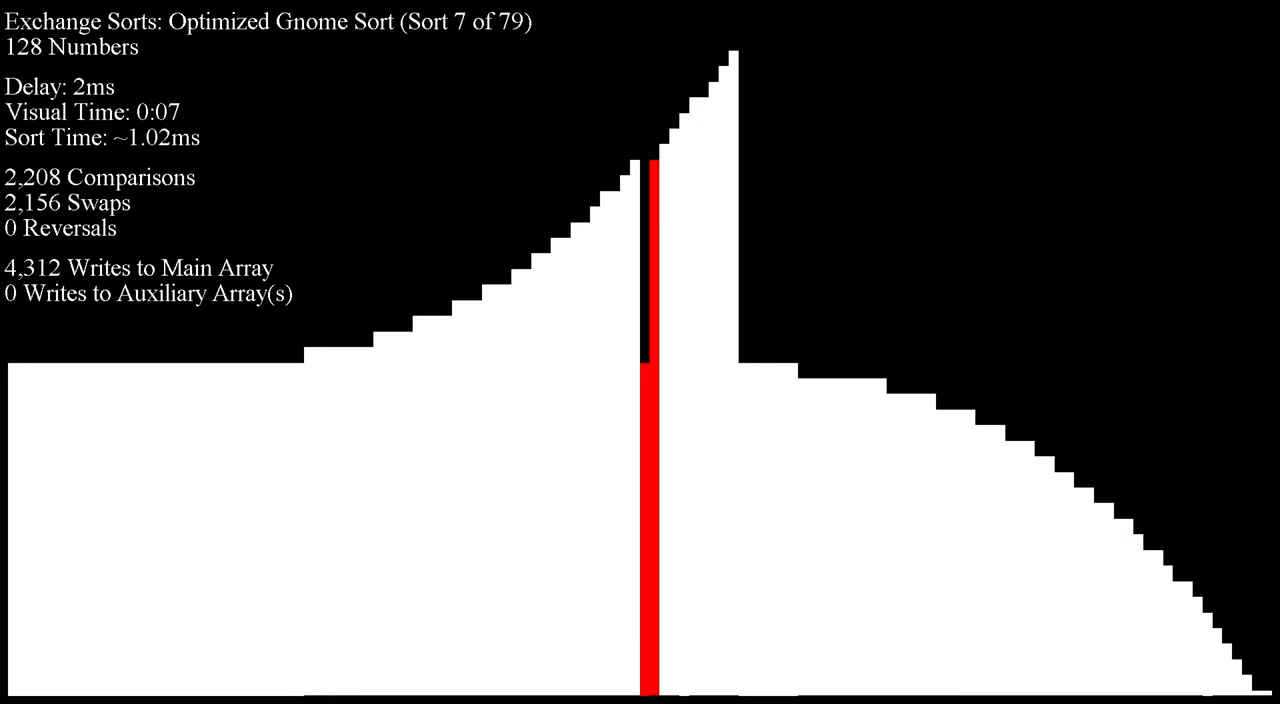 Exchange Sorts: Optimized Gnome Sort (Sort 7 of 79)
128 Numbers
Delay: 2ms
Visual Time: 0:07
Sort Time: ~1.02ms
2,208 Comparisons
2,156 Swaps
0 Reversals
4,312 Writes to Main Array
0 Writes to Auxiliary Array(s)